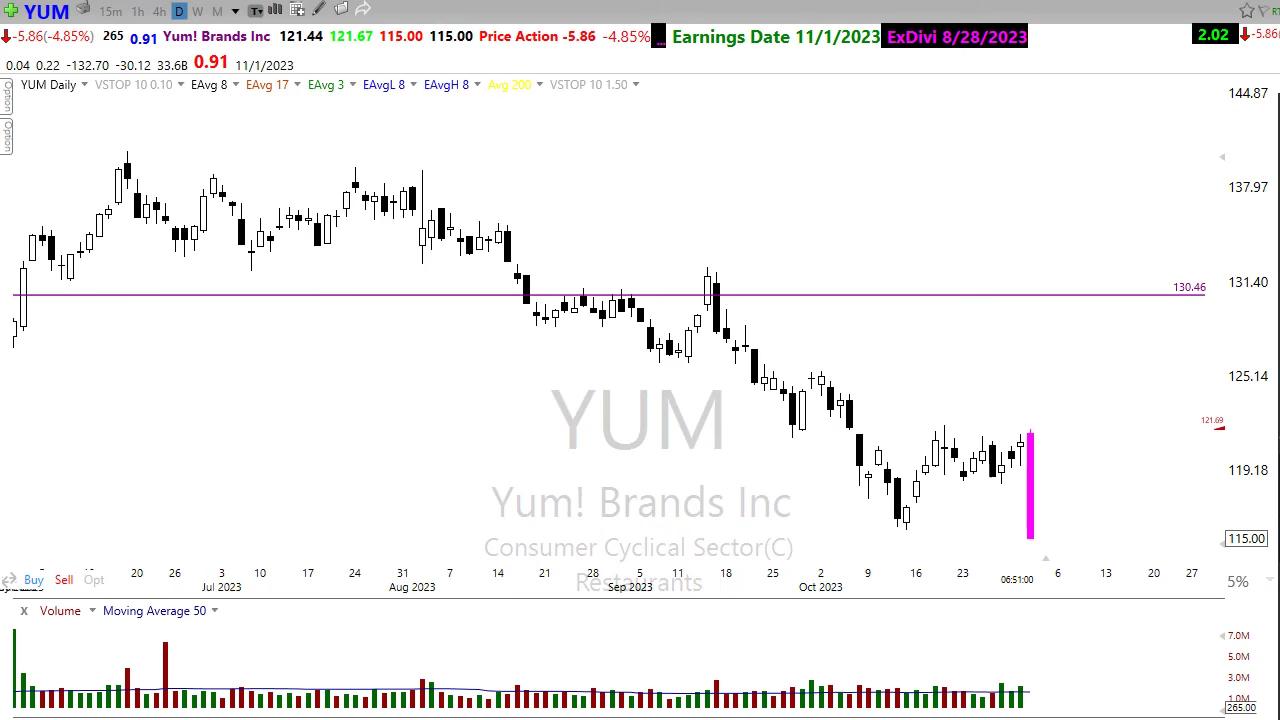 YUM 15m 1h 4h D W M T
-5.86(-4.85%) 265 0.91 Yum! Brands Inc 121.44 121.67 115.00 115.00 Price Action -5.86 -4.85% ... Earnings Date 11/1/2023 ExDivi 8/28/2023 2.02 -5.86
0.04 0.22 -132.70 -30.12 33.6B 0.91 11/1/2023
YUM Daily VSTOP 10 0.10 EAvg 8 EAvg 17 EAvg 3 EAvgL 8 EAvgH 8 Avg 200 VSTOP 10 1.50
Option
Option
144.87
137.97
130.46
131.40
125.14
121.69
119.18
115.00
YUM
Yum! Brands Inc
Consumer Cyclical Sector(C)
Restaurants
20 26 3 10 17 24 31 7 14 21 28 5 11 18 25 2 9 16 23 06:51:00 6 13 20 27
Jul 2023 Aug 2023 Sep 2023 Oct 2023
Buy Sell Opt
5%
x Volume Moving Average 50
7.0M
5.0M
3.0M
1.0M
265.00